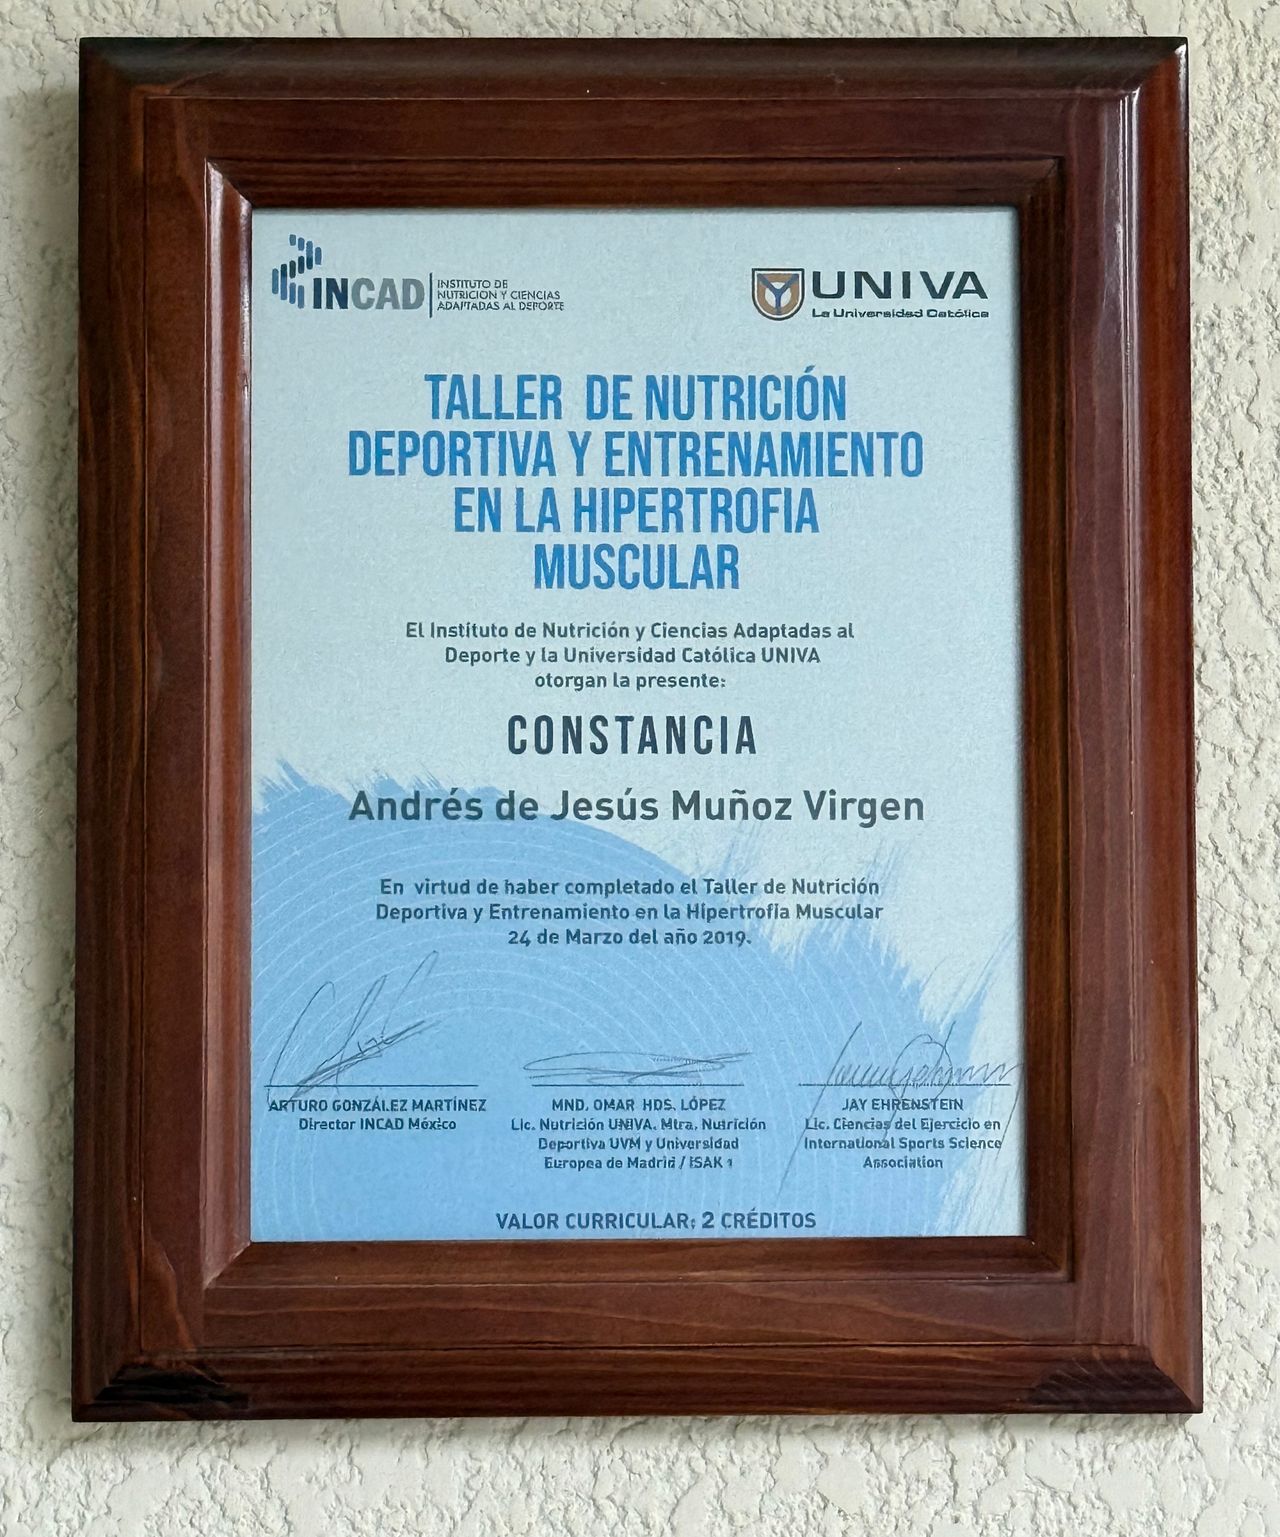 INCAD
INSTITUTO DE
NUTRICION Y CIENCIAS
ADAPTADAS AL DEPORTE
UNIVA
La Universidad Católica
TALLER DE NUTRICIÓN
DEPORTIVA Y ENTRENAMIENTO
EN LA HIPERTROFIA
MUSCULAR
El Instituto de Nutrición y Ciencias Adaptadas al
Deporte y la Universidad Católica UNIVA
otorgan la presente:
CONSTANCIA
Andrés de Jesús Muñoz Virgen
En virtud de haber completado el Taller de Nutrición
Deportiva y Entrenamiento en la Hipertrofia Muscular
24 de Marzo del año 2019.
ARTURO GONZÁLEZ MARTÍNEZ
Director INCAD México
MND. OMAR HDS. LÓPEZ
Lic. Nutrición UNIVA. Mtra. Nutrición
Deportiva UVM y Universidad
Europea de Madrid / ISAK 1
JAY EHRENSTEIN
Lic. Ciencias del Ejercicio en
International Sports Science
Association
VALOR CURRICULAR: 2 CRÉDITOS